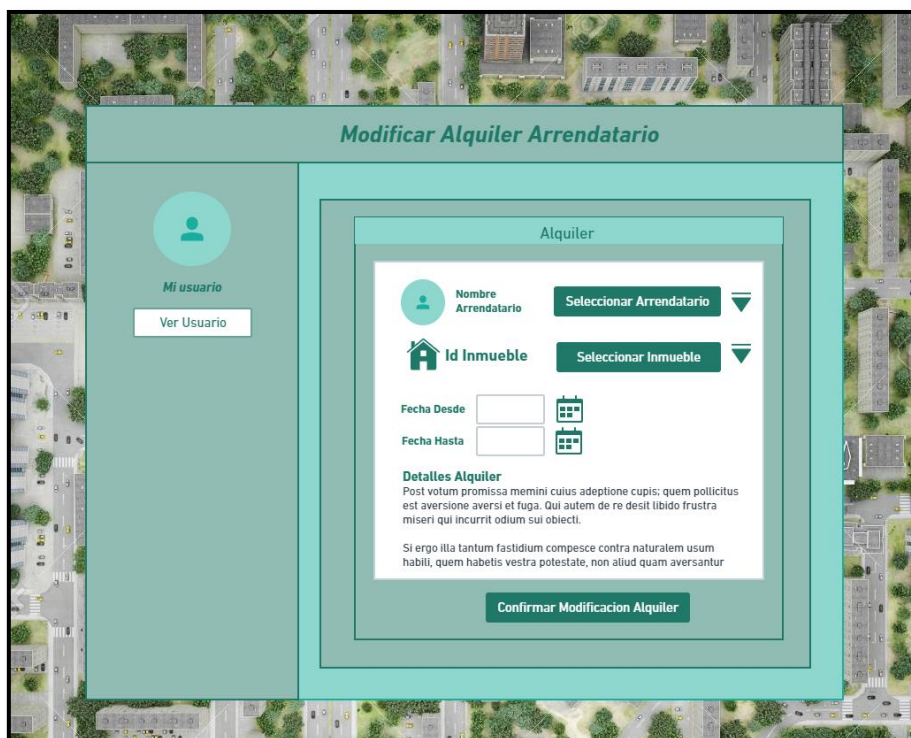 Modificar Alquiler Arrendatario
Mi usuario
Ver Usuario
Alquiler
Nombre
Arrendatario
Seleccionar Arrendatario
Id Inmueble
Seleccionar Inmueble
Fecha Desde
Fecha Hasta
Detalles Alquiler
Post votum promissa memini cuius adeptione cupis; quem pollicitus
est aversione aversi et fuga. Qui autem de re desit libido frustra
miseri qui incurrit odium sui obiecti.
Si ergo illa tantum fastidium compesce contra naturalem usum
habili, quem habetis vestra potestate, non aliud quam aversantur
Confirmar Modificacion Alquiler